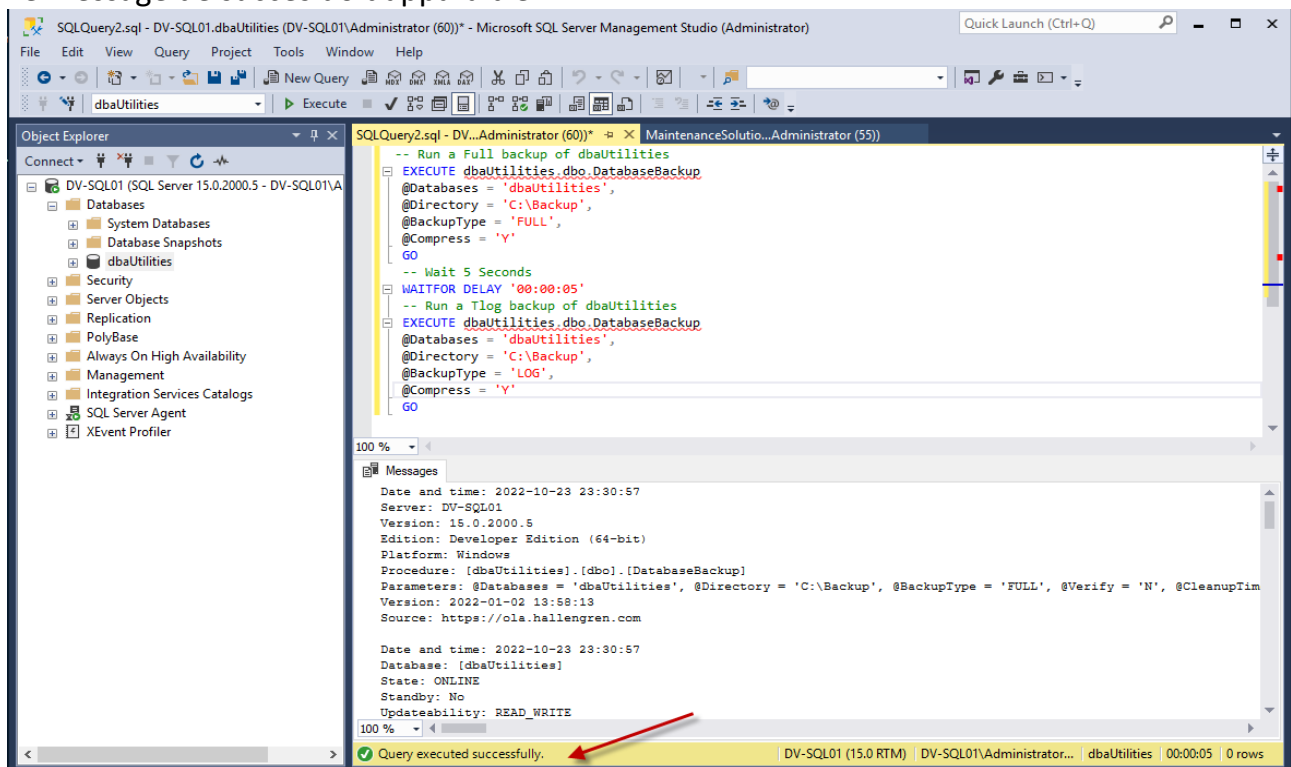 SQLQuery2.sql - DV-SQL01.dbaUtilities (DV-SQL01\Administrator (60))* - Microsoft SQL Server Management Studio (Administrator)
Quick Launch (Ctrl+Q)
File Edit View Query Project Tools Window Help
New Query
dbaUtilities
Execute
Object Explorer
Connect
DV-SQL01 (SQL Server 15.0.2000.5 - DV-SQL01\A
Databases
System Databases
Database Snapshots
dbaUtilities
Security
Server Objects
Replication
PolyBase
Always On High Availability
Management
Integration Services Catalogs
SQL Server Agent
XEvent Profiler
SQLQuery2.sql - DV...Administrator (60))*
MaintenanceSolutio...Administrator (55))
-- Run a Full backup of dbaUtilities
EXECUTE dbaUtilities.dbo.DatabaseBackup
@Databases = 'dbaUtilities',
@Directory = 'C:\Backup',
@BackupType = 'FULL',
@Compress = 'Y'
GO
-- Wait 5 Seconds
WAITFOR DELAY '00:00:05'
-- Run a Tlog backup of dbaUtilities
EXECUTE dbaUtilities.dbo.DatabaseBackup
@Databases = 'dbaUtilities',
@Directory = 'C:\Backup',
@BackupType = 'LOG',
@Compress = 'Y'
GO
100 %
Messages
Date and time: 2022-10-23 23:30:57
Server: DV-SQL01
Version: 15.0.2000.5
Edition: Developer Edition (64-bit)
Platform: Windows
Procedure: [dbaUtilities].[dbo].[DatabaseBackup]
Parameters: @Databases = 'dbaUtilities', @Directory = 'C:\Backup', @BackupType = 'FULL', @Verify = 'N', @CleanupTim
Version: 2022-01-02 13:58:13
Source: https://ola.hallengren.com
Date and time: 2022-10-23 23:30:57
Database: [dbaUtilities]
State: ONLINE
Standby: No
Updateability: READ_WRITE
100 %
Query executed successfully.
DV-SQL01 (15.0 RTM) DV-SQL01\Administrator... dbaUtilities 00:00:05 0 rows